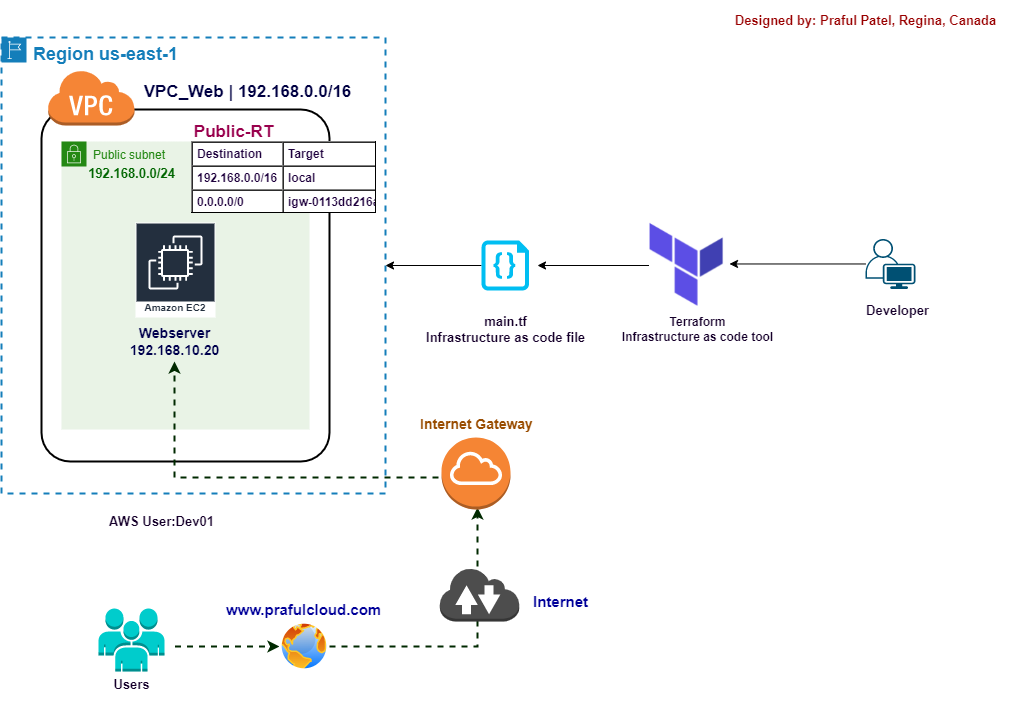 Designed by: Praful Patel, Regina, Canada
Region us-east-1
VPC
VPC_Web | 192.168.0.0/16
Public-RT
Destination Target
192.168.0.0/16 local
0.0.0.0/0 igw-0113dd216a
Public subnet
192.168.0.0/24
Amazon EC2
Webserver
192.168.10.20
{}
main.tf
Infrastructure as code file
Terraform
Infrastructure as code tool
Developer
Internet Gateway
AWS User:Dev01
www.prafulcloud.com
Internet
Users